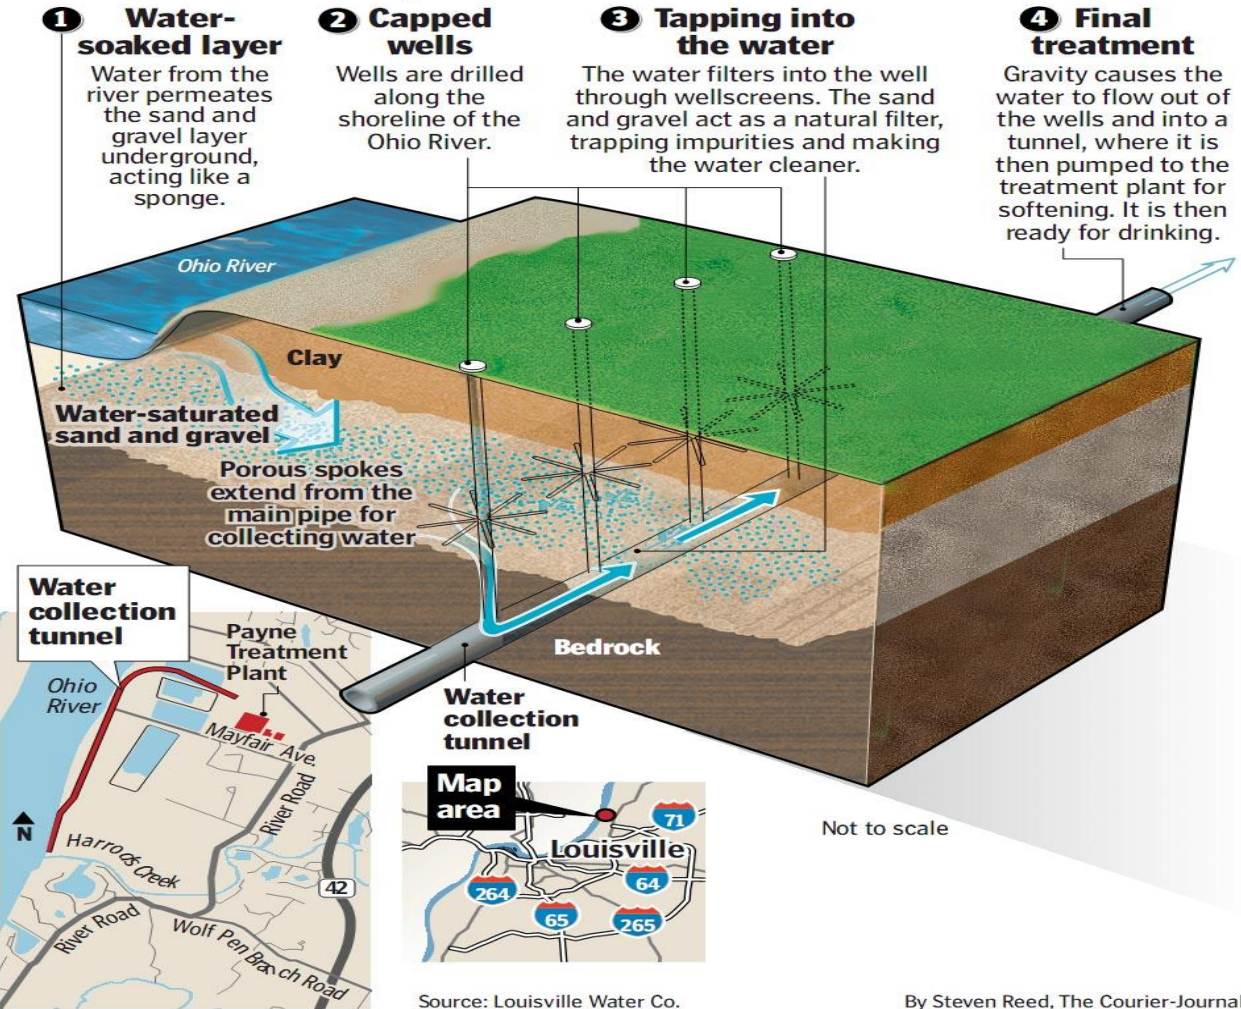 1 Water-
soaked layer
Water from the
river permeates
the sand and
gravel layer
underground,
acting like a
sponge.
2 Capped
wells
Wells are drilled
along the
shoreline of the
Ohio River.
3 Tapping into
the water
The water filters into the well
through wellscreens. The sand
and gravel act as a natural filter,
trapping impurities and making
the water cleaner.
4 Final
treatment
Gravity causes the
water to flow out of
the wells and into a
tunnel, where it is
then pumped to the
treatment plant for
softening. It is then
ready for drinking.
Ohio River
Clay
Water-saturated
sand and gravel
Porous spokes
extend from the
main pipe for
collecting water
Bedrock
Water
collection
tunnel
Water
collection
tunnel
Payne
Treatment
Plant
Ohio
River
Mayfair Ave.
River Road
N
Harrods Creek
42
River Road
Wolf Pen Branch Road
Map
area
71
Louisville
264
64
65
265
Not to scale
Source: Louisville Water Co.
By Steven Reed, The Courier-Journal